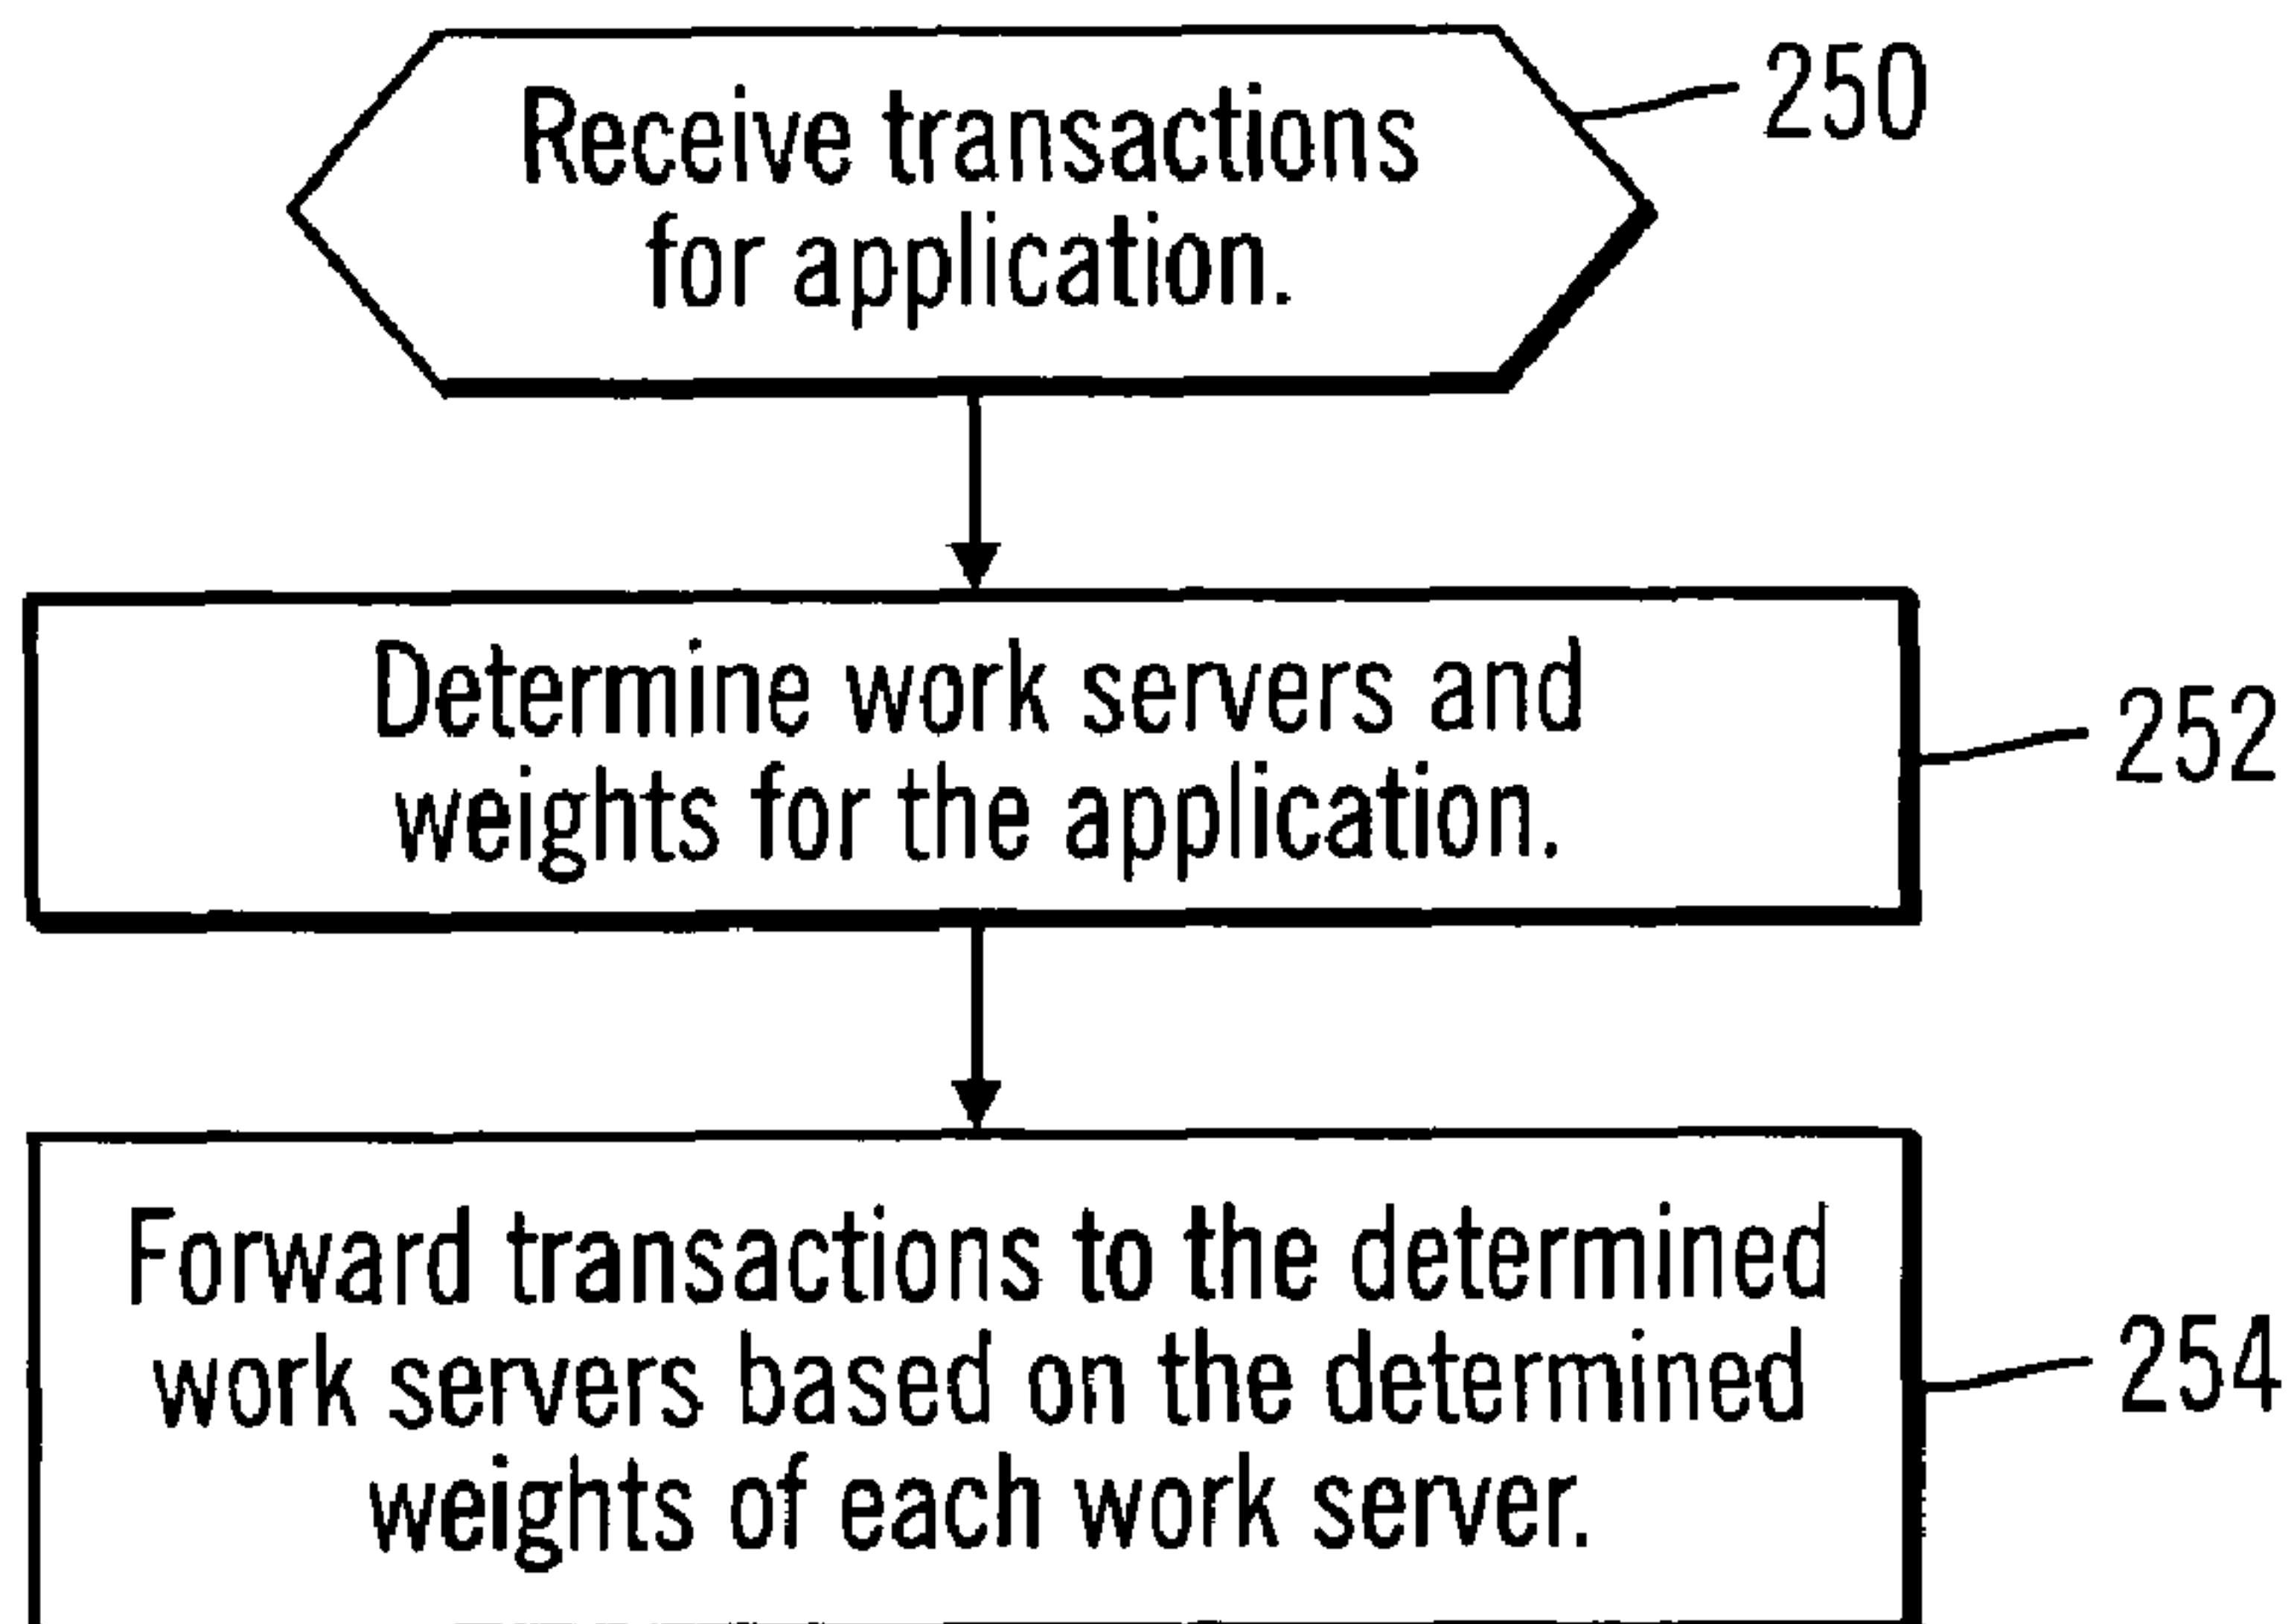 Receive transactions
for application.
250
Determine work servers and
weights for the application.
252
Forward transactions to the determined
work servers based on the determined
weights of each work server.
254